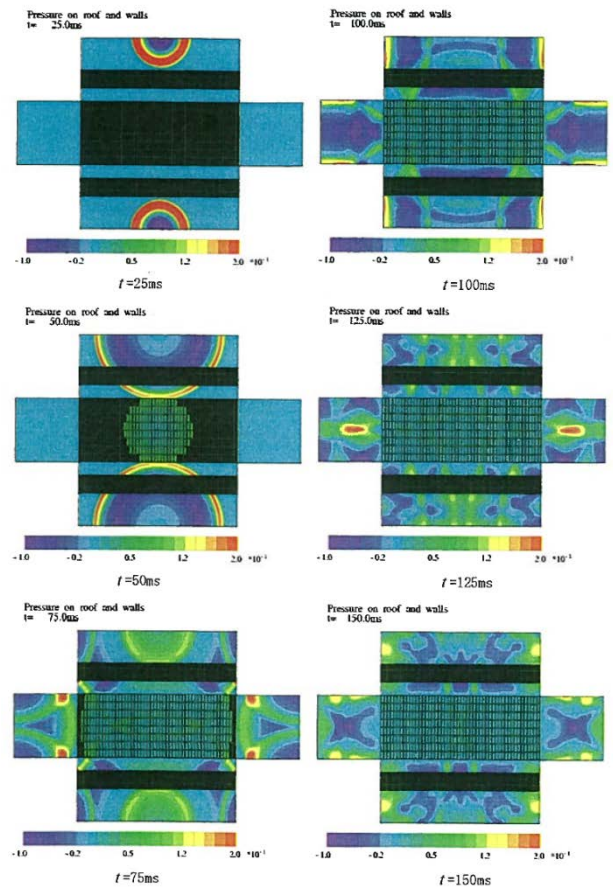 Pressure on roof and walls
t= 25.0ms
- 1.0 - 0.2 0.5 1.2 2.0 *10⁻¹
t=25ms
Pressure on roof and walls
t= 50.0ms
- 1.0 - 0.2 0.5 1.2 2.0 *10⁻¹
t=50ms
Pressure on roof and walls
t= 75.0ms
- 1.0 - 0.2 0.5 1.2 2.0 *10⁻¹
t=75ms
Pressure on roof and walls
t= 100.0ms
- 1.0 - 0.2 0.5 1.2 2.0 *10⁻¹
t=100ms
Pressure on roof and walls
t= 125.0ms
- 1.0 - 0.2 0.5 1.2 2.0 *10⁻¹
t=125ms
Pressure on roof and walls
t= 150.0ms
- 1.0 - 0.2 0.5 1.2 2.0 *10⁻¹
t=150ms